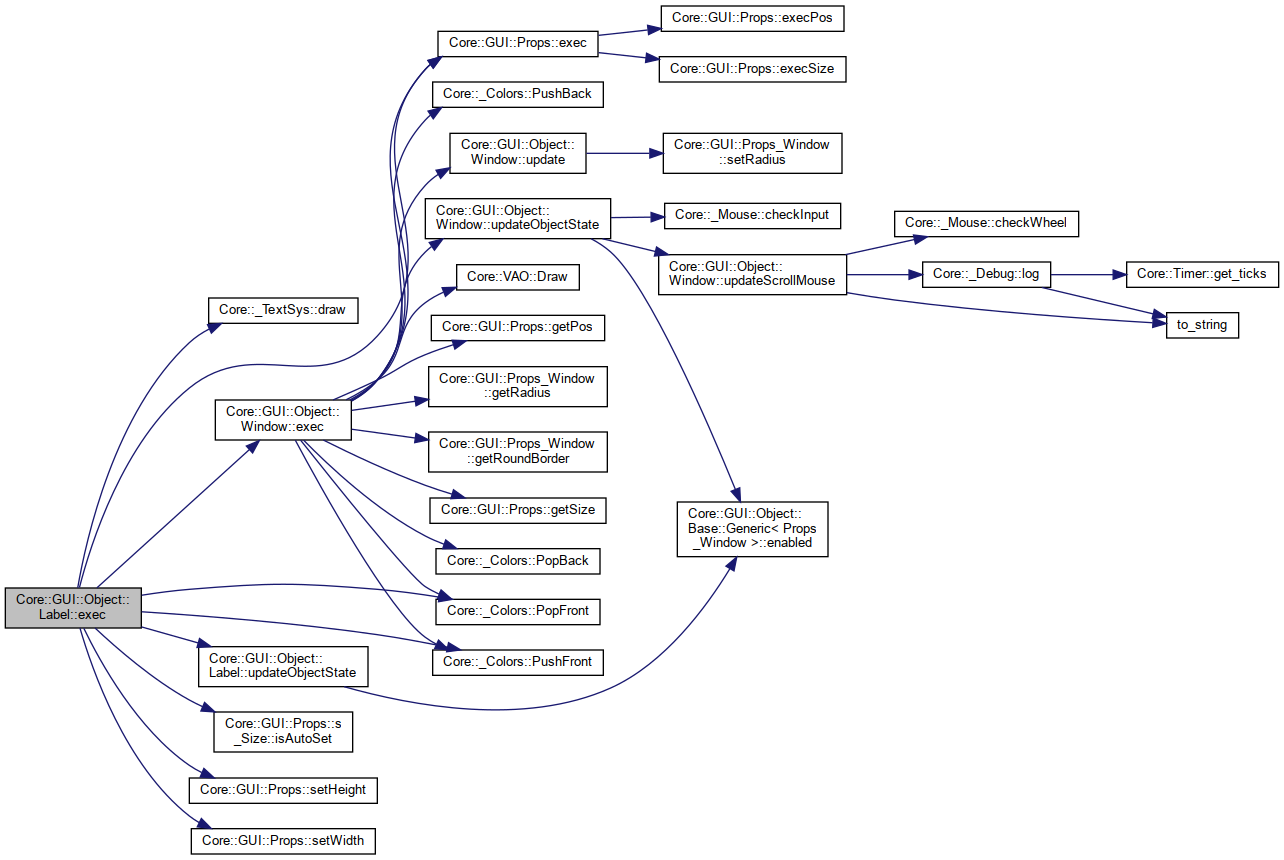 Core::GUI::Props::execPos
Core::GUI::Props::exec
Core::GUI::Props::execSize
Core::_Colors::PushBack
Core::GUI::Object::
Window::update
Core::GUI::Props_Window
::setRadius
Core::GUI::Object::
Window::updateObjectState
Core::_Mouse::checkInput
Core::_Mouse::checkWheel
Core::GUI::Object::
Window::updateScrollMouse
Core::_Debug::log
Core::Timer::get_ticks
Core::VAO::Draw
Core::_TextSys::draw
to_string
Core::GUI::Props::getPos
Core::GUI::Props_Window
::getRadius
Core::GUI::Object::
Window::exec
Core::GUI::Props_Window
::getRoundBorder
Core::GUI::Props::getSize
Core::GUI::Object::
Base::Generic< Props
_Window >::enabled
Core::_Colors::PopBack
Core::GUI::Object::
Label::exec
Core::_Colors::PopFront
Core::_Colors::PushFront
Core::GUI::Object::
Label::updateObjectState
Core::GUI::Props::s
_Size::isAutoSet
Core::GUI::Props::setHeight
Core::GUI::Props::setWidth